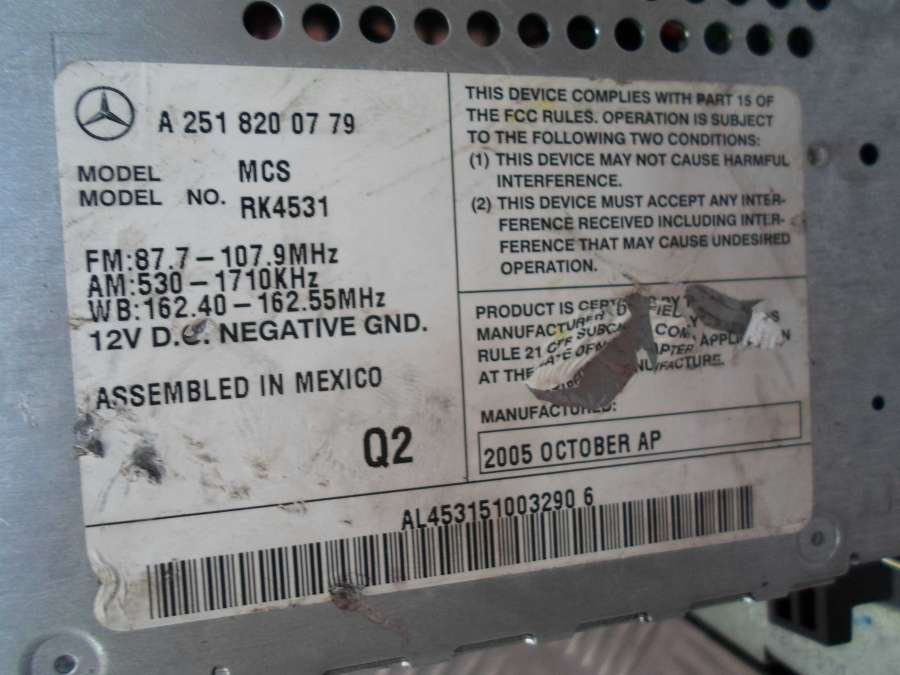 A 251 820 07 79
MODEL MCS
MODEL NO. RK4531
FM:87.7-107.9MHz
AM:530-1710KHz
WB:162.40-162.55MHz
12V D.C. NEGATIVE GND.
ASSEMBLED IN MEXICO
Q2
THIS DEVICE COMPLIES WITH PART 15 OF
THE FCC RULES. OPERATION IS SUBJECT
TO THE FOLLOWING TWO CONDITIONS:
(1) THIS DEVICE MAY NOT CAUSE HARMFUL
INTERFERENCE.
(2) THIS DEVICE MUST ACCEPT ANY INTER-
FERENCE RECEIVED INCLUDING INTER-
FERENCE THAT MAY CAUSE UNDESIRED
OPERATION.
PRODUCT IS BY
MANUFACTURER
RULE 21 CFR
AT THE
MANUFACTURED:
2005 OCTOBER AP
AL453151003290 6